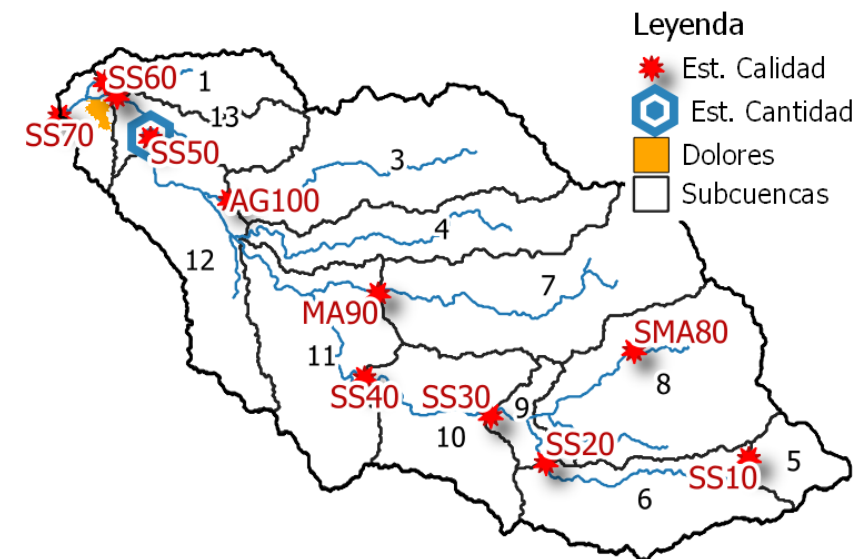 Leyenda
Est. Calidad
Est. Cantidad
Dolores
Subcuencas
SS60
1
SS70
13
SS50
3
AG100
4
12
7
MA90
SMA80
11
8
SS40
SS30
9
10
SS20
5
SS10
6